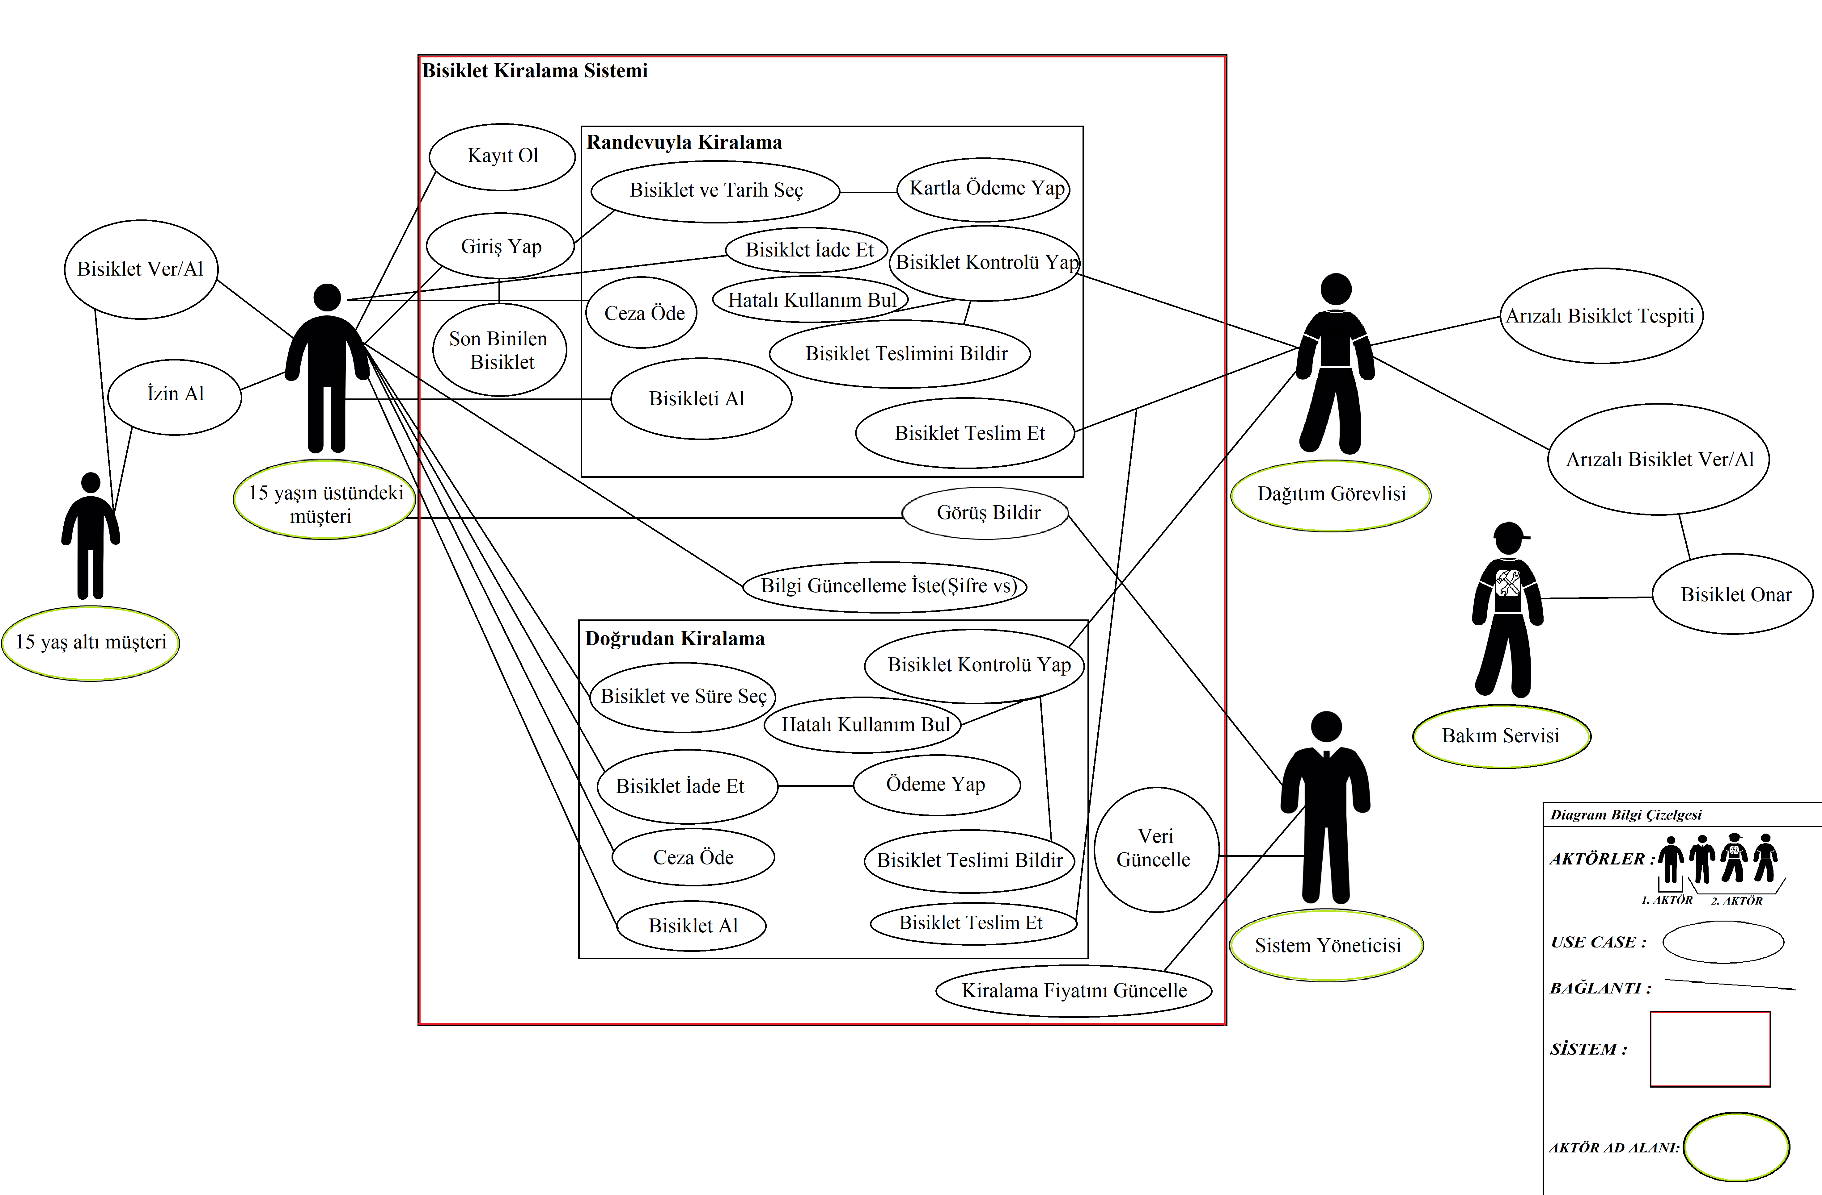 Bisiklet Kiralama Sistemi
Kayıt Ol
Randevuyla Kiralama
Bisiklet ve Tarih Seç
Kartla Ödeme Yap
Giriş Yap
Bisiklet İade Et
Bisiklet Kontrolü Yap
Bisiklet Ver/Al
Hatalı Kullanım Bul
Ceza Öde
Son Binilen
Bisiklet
Bisiklet Teslimini Bildir
Arızalı Bisiklet Tespiti
İzin Al
Bisikleti Al
Bisiklet Teslim Et
Arızalı Bisiklet Ver/Al
15 yaşın üstündeki
müşteri
Dağıtım Görevlisi
Görüş Bildir
Bilgi Güncelleme İste(Şifre vs)
Bisiklet Onar
15 yaş altı müşteri
Doğrudan Kiralama
Bisiklet Kontrolü Yap
Bisiklet ve Süre Seç
Hatalı Kullanım Bul
Bakım Servisi
Bisiklet İade Et
Ödeme Yap
Veri
Güncelle
Ceza Öde
Bisiklet Teslimi Bildir
Bisiklet Al
Bisiklet Teslim Et
Sistem Yöneticisi
Kiralama Fiyatını Güncelle
Diagram Bilgi Çizelgesi
AKTÖRLER :
1. AKTÖR
2. AKTÖR
USE CASE :
BAĞLANTI :
SİSTEM :
AKTÖR AD ALANI: